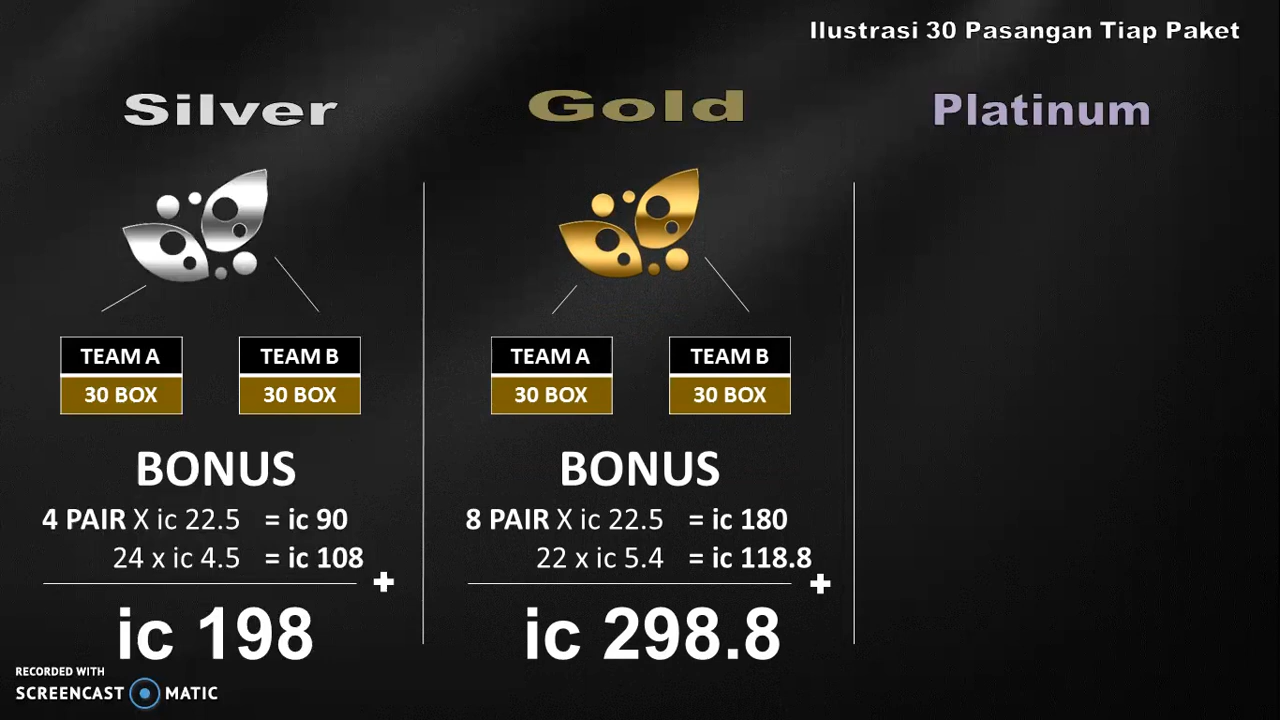 Ilustrasi 30 Pasangan Tiap Paket
Silver
TEAM A
TEAM B
30 BOX
30 BOX
BONUS
4 PAIR X ic 22.5 = ic 90
24 x ic 4.5 = ic 108
+
ic 198
Gold
TEAM A
TEAM B
30 BOX
30 BOX
BONUS
8 PAIR X ic 22.5 = ic 180
22 x ic 5.4 = ic 118.8
+
ic 298.8
Platinum
RECORDED WITH
SCREENCAST MATIC